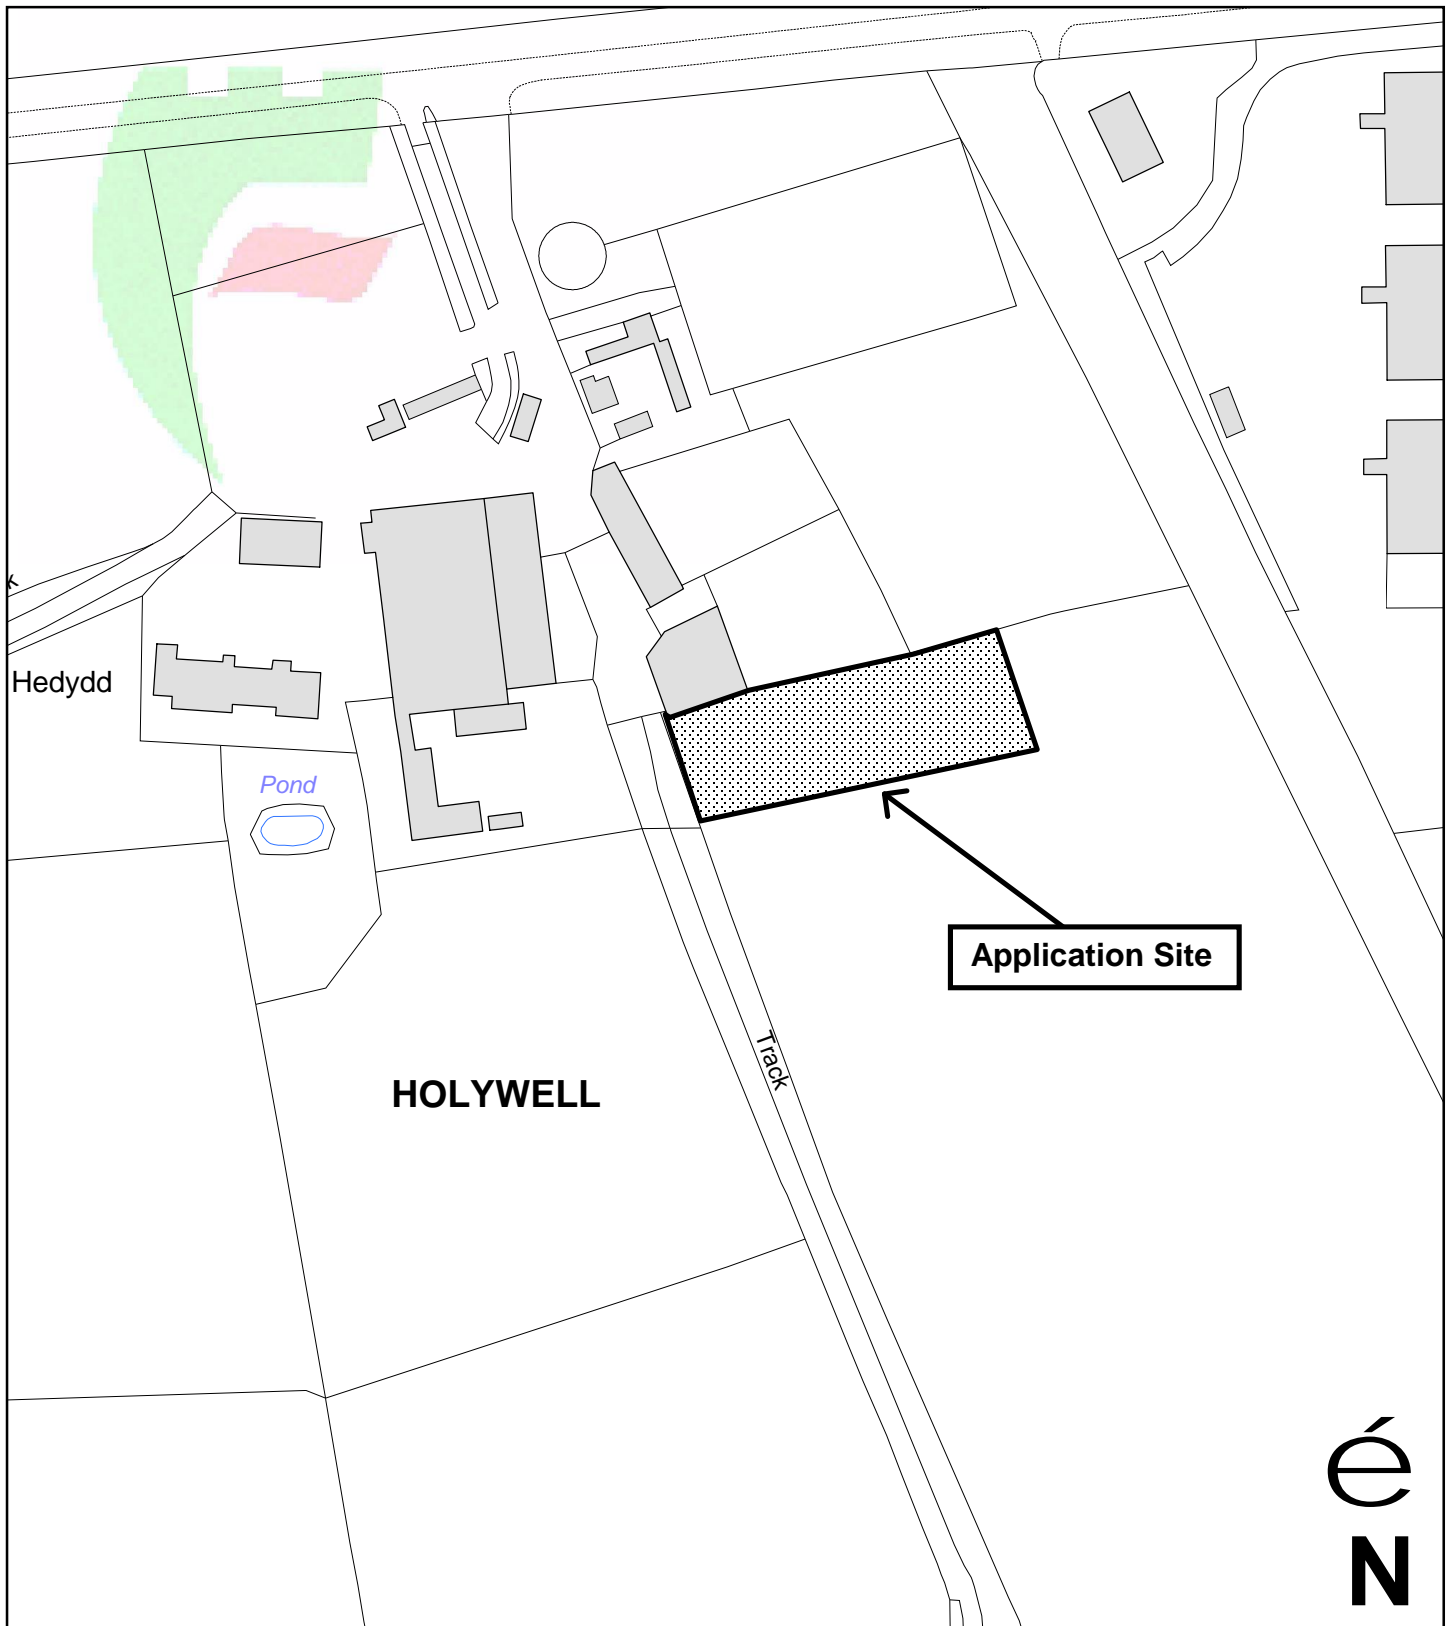 k
Hedydd
Pond
Application Site
Track
HOLYWELL
é
N